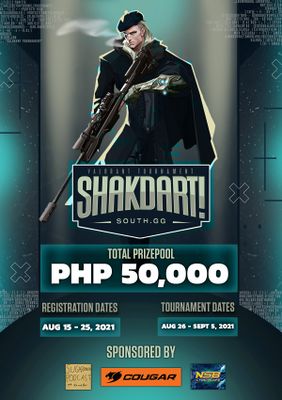 VALORANT TOURNAMENT
SHAKDART!
SOUTH.GG
TOTAL PRIZEPOOL
PHP 50,000
REGISTRATION DATES
TOURNAMENT DATES
AUG 15 - 25, 2021
AUG 26 - SEPT 5, 2021
SPONSORED BY
PODCAST
COUGAR
NSB